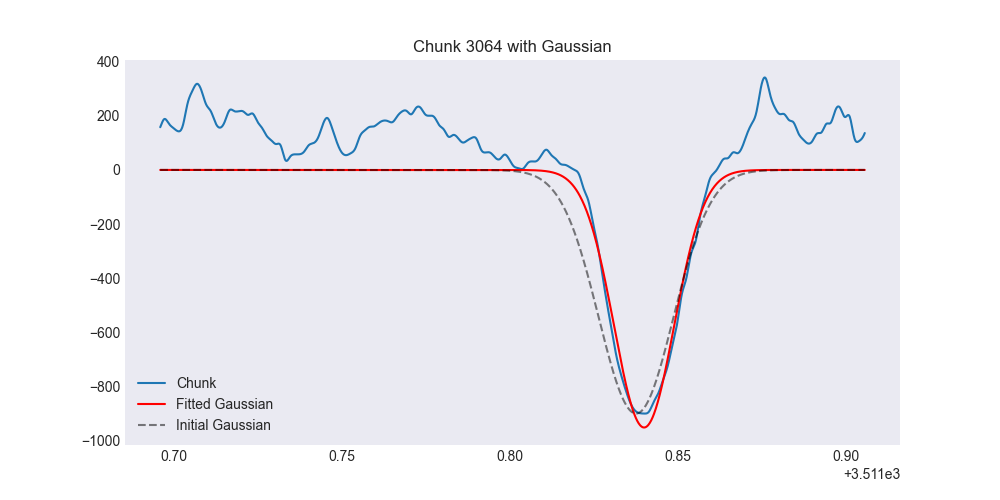 Chunk 3064 with Gaussian
400
200
0
−200
−400
−600
−800
−1000
Chunk
Fitted Gaussian
Initial Gaussian
0.70 0.75 0.80 0.85 0.90
+3.511e3